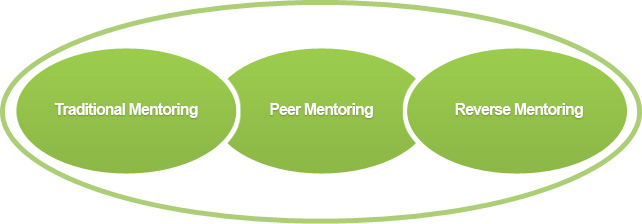 Traditional Mentoring
Peer Mentoring
Reverse Mentoring